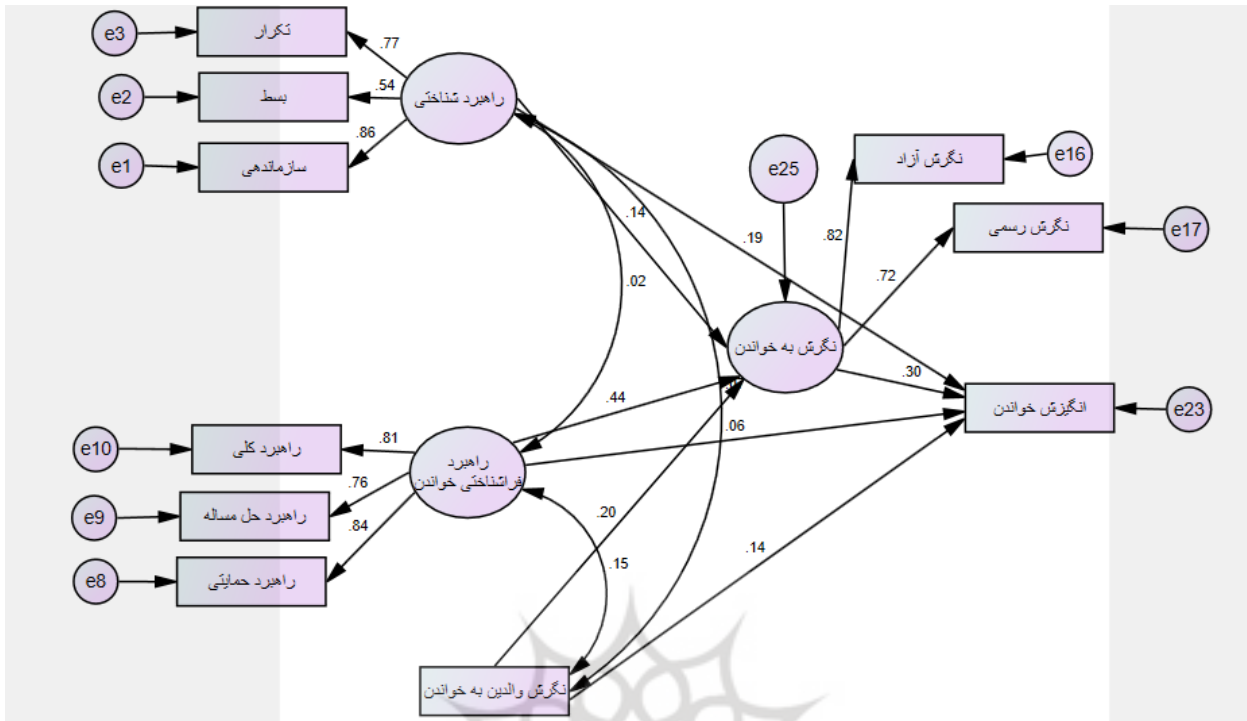 e3
تکرار
.77
e2
بسط
.54
راهبرد شناختی
e1
سازماندهی
.86
e25
نگرش آزاد
e16
نگرش رسمی
e17
.14
.19
.82
.72
.02
نگرش به خواندن
.30
انگیزش خواندن
e23
.44
.06
e10
راهبرد کلی
.81
راهبرد
فراشناختی خواندن
e9
راهبرد حل مساله
.76
e8
راهبرد حمایتی
.84
.20
.15
.14
نگرش والدین به خواندن